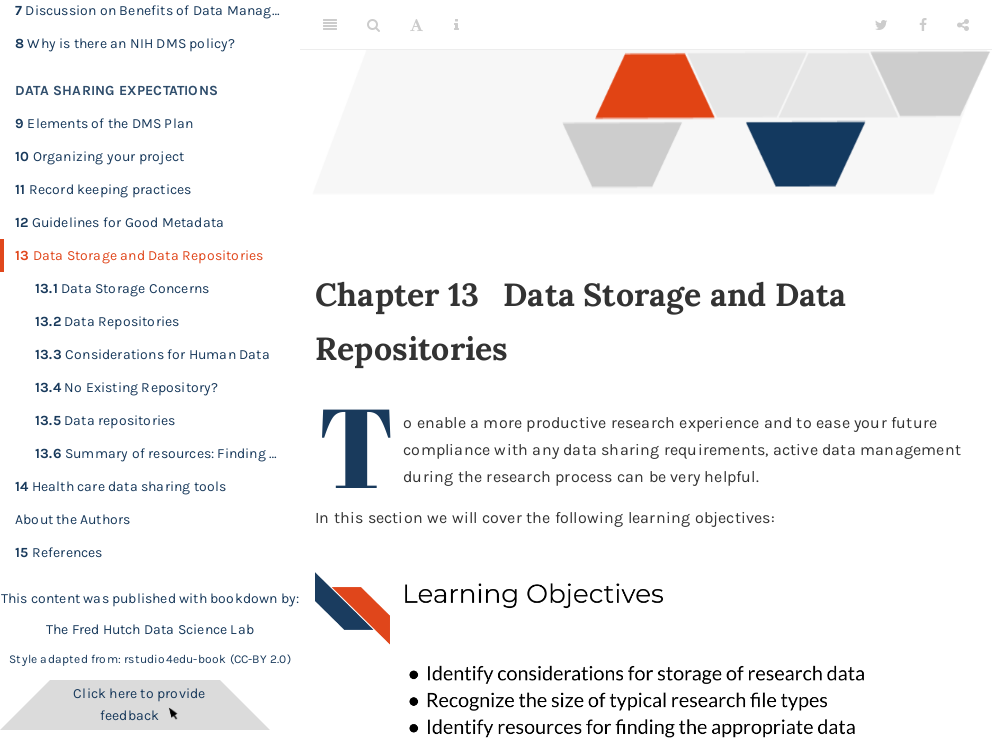 7 Discussion on Benefits of Data Manag...
8 Why is there an NIH DMS policy?
DATA SHARING EXPECTATIONS
9 Elements of the DMS Plan
10 Organizing your project
11 Record keeping practices
12 Guidelines for Good Metadata
13 Data Storage and Data Repositories
13.1 Data Storage Concerns
13.2 Data Repositories
13.3 Considerations for Human Data
13.4 No Existing Repository?
13.5 Data repositories
13.6 Summary of resources: Finding ...
14 Health care data sharing tools
About the Authors
15 References
This content was published with bookdown by:
The Fred Hutch Data Science Lab
Style adapted from: rstudio4edu-book (CC-BY 2.0)
Click here to provide
feedback
Chapter 13 Data Storage and Data
Repositories
To enable a more productive research experience and to ease your future
compliance with any data sharing requirements, active data management
during the research process can be very helpful.
In this section we will cover the following learning objectives:
Learning Objectives
● Identify considerations for storage of research data
● Recognize the size of typical research file types
● Identify resources for finding the appropriate data